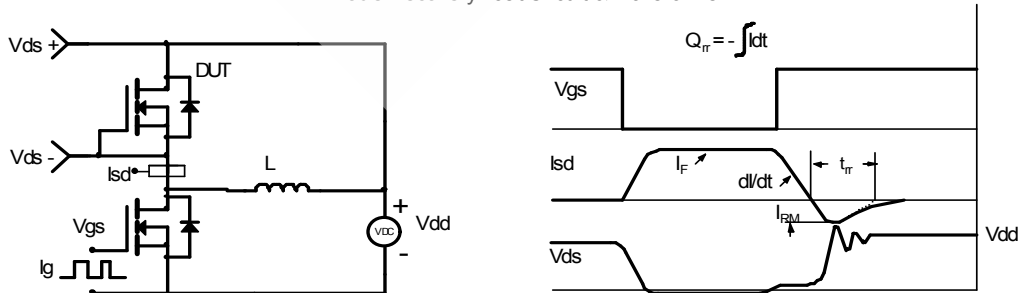 Vds +
DUT
Vds -
Isd
L
+
Vgs
VDC
Vdd
-
Ig
Qrr = - ∫Idt
Vgs
Isd
IF
dI/dt
trr
IRM
Vdd
Vds